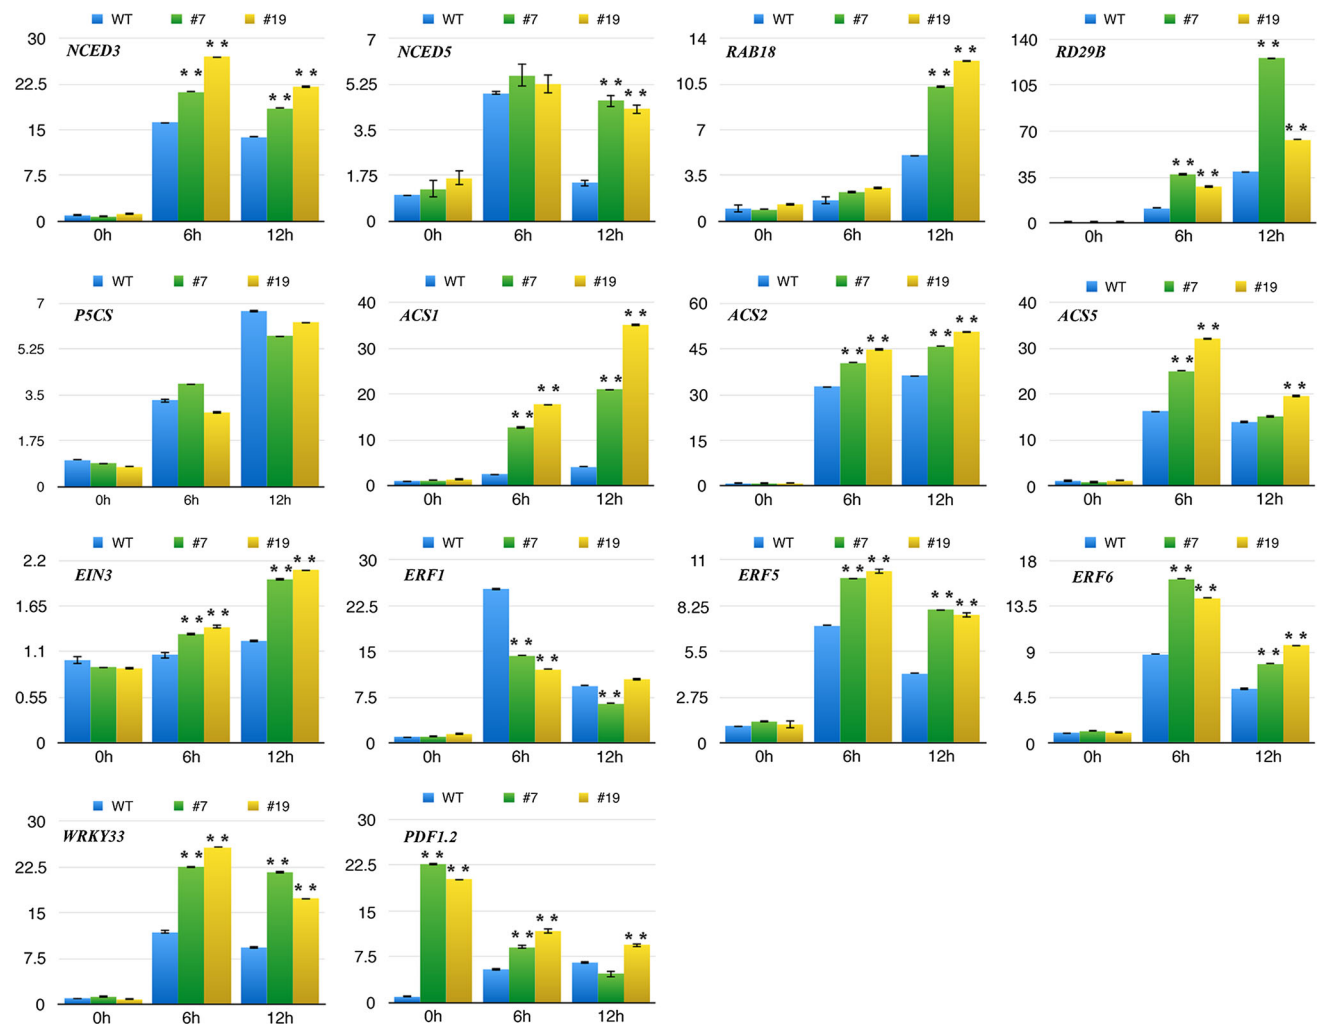 WT #7 #19
30
NCED3
22.5
15
7.5
0
0h 6h 12h
** ** ** **
WT #7 #19
7
NCED5
5.25
3.5
1.75
0
0h 6h 12h
** **
WT #7 #19
14
RAB18
10.5
7
3.5
0
0h 6h 12h
** **
WT #7 #19
140
RD29B
105
70
35
0
0h 6h 12h
** ** ** **
WT #7 #19
7
P5CS
5.25
3.5
1.75
0
0h 6h 12h
WT #7 #19
40
ACS1
30
20
10
0
0h 6h 12h
** ** ** **
WT #7 #19
60
ACS2
45
30
15
0
0h 6h 12h
** ** ** **
WT #7 #19
40
ACS5
30
20
10
0
0h 6h 12h
** ** **
WT #7 #19
2.2
EIN3
1.65
1.1
0.55
0
0h 6h 12h
** ** ** **
WT #7 #19
30
ERF1
22.5
15
7.5
0
0h 6h 12h
** ** **
WT #7 #19
11
ERF5
8.25
5.5
2.75
0
0h 6h 12h
** ** ** **
WT #7 #19
18
ERF6
13.5
9
4.5
0
0h 6h 12h
** ** ** **
WT #7 #19
30
WRKY33
22.5
15
7.5
0
0h 6h 12h
** ** ** **
WT #7 #19
30
PDF1.2
22.5
15
7.5
0
0h 6h 12h
** ** ** ** **